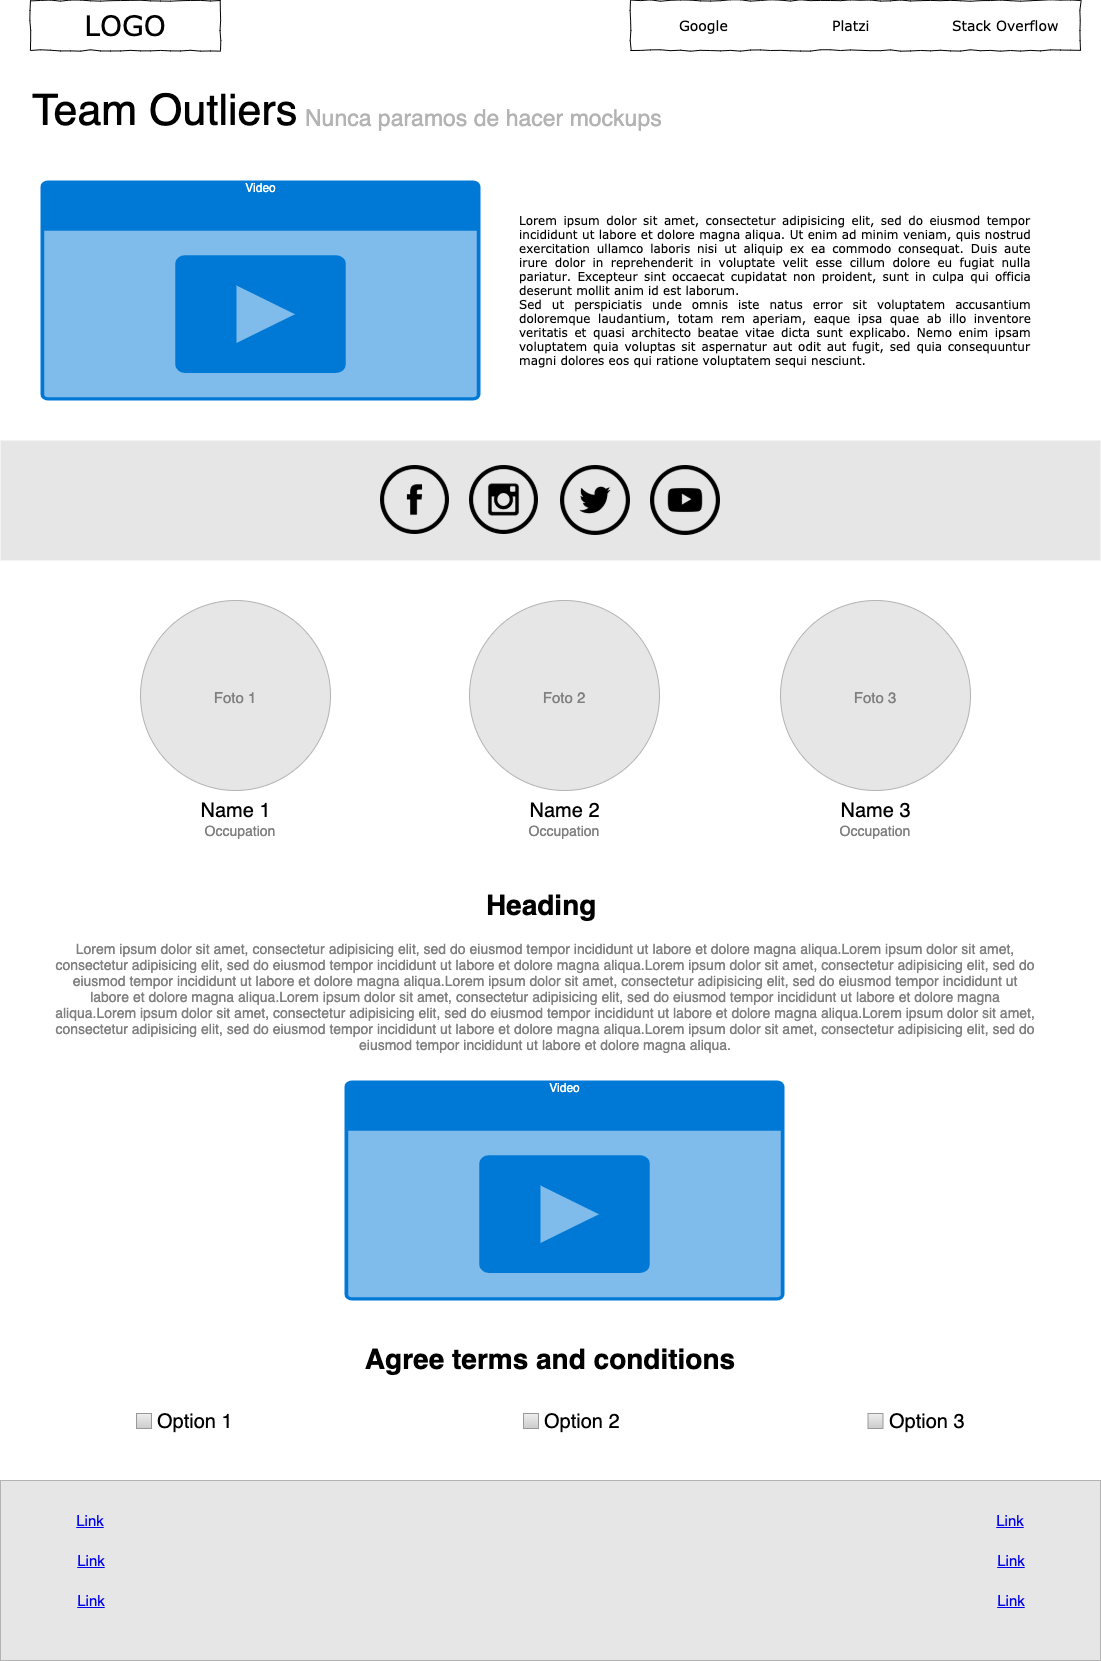 LOGO
Google Platzi Stack Overflow
Team Outliers Nunca paramos de hacer mockups
Video
Lorem ipsum dolor sit amet, consectetur adipisicing elit, sed do eiusmod tempor
incididunt ut labore et dolore magna aliqua. Ut enim ad minim veniam, quis nostrud
exercitation ullamco laboris nisi ut aliquip ex ea commodo consequat. Duis aute
irure dolor in reprehenderit in voluptate velit esse cillum dolore eu fugiat nulla
pariatur. Excepteur sint occaecat cupidatat non proident, sunt in culpa qui officia
deserunt mollit anim id est laborum.
Sed ut perspiciatis unde omnis iste natus error sit voluptatem accusantium
doloremque laudantium, totam rem aperiam, eaque ipsa quae ab illo inventore
veritatis et quasi architecto beatae vitae dicta sunt explicabo. Nemo enim ipsam
voluptatem quia voluptas sit aspernatur aut odit aut fugit, sed quia consequuntur
magni dolores eos qui ratione voluptatem sequi nesciunt.
Foto 1 Foto 2 Foto 3
Name 1 Name 2 Name 3
Occupation Occupation Occupation
Heading
Lorem ipsum dolor sit amet, consectetur adipisicing elit, sed do eiusmod tempor incididunt ut labore et dolore magna aliqua.Lorem ipsum dolor sit amet,
consectetur adipisicing elit, sed do eiusmod tempor incididunt ut labore et dolore magna aliqua.Lorem ipsum dolor sit amet, consectetur adipisicing elit, sed do
eiusmod tempor incididunt ut labore et dolore magna aliqua.Lorem ipsum dolor sit amet, consectetur adipisicing elit, sed do eiusmod tempor incididunt ut
labore et dolore magna aliqua.Lorem ipsum dolor sit amet, consectetur adipisicing elit, sed do eiusmod tempor incididunt ut labore et dolore magna
aliqua.Lorem ipsum dolor sit amet, consectetur adipisicing elit, sed do eiusmod tempor incididunt ut labore et dolore magna aliqua.Lorem ipsum dolor sit amet,
consectetur adipisicing elit, sed do eiusmod tempor incididunt ut labore et dolore magna aliqua.Lorem ipsum dolor sit amet, consectetur adipisicing elit, sed do
eiusmod tempor incididunt ut labore et dolore magna aliqua.
Video
Agree terms and conditions
Option 1 Option 2 Option 3
Link Link
Link Link
Link Link